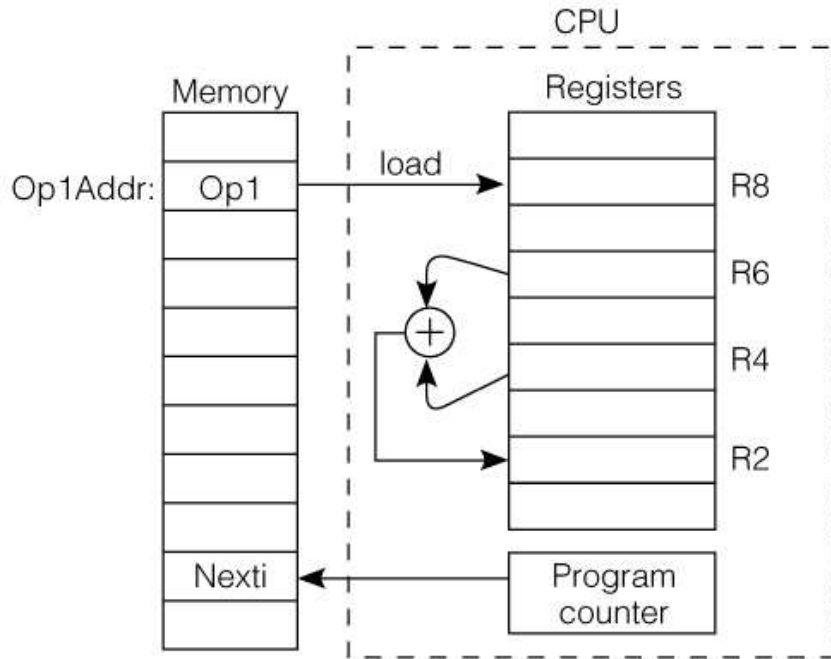 CPU
Memory
Registers
Op1Addr:
Op1
load
R8
R6
+
R4
R2
Nexti
Program
counter